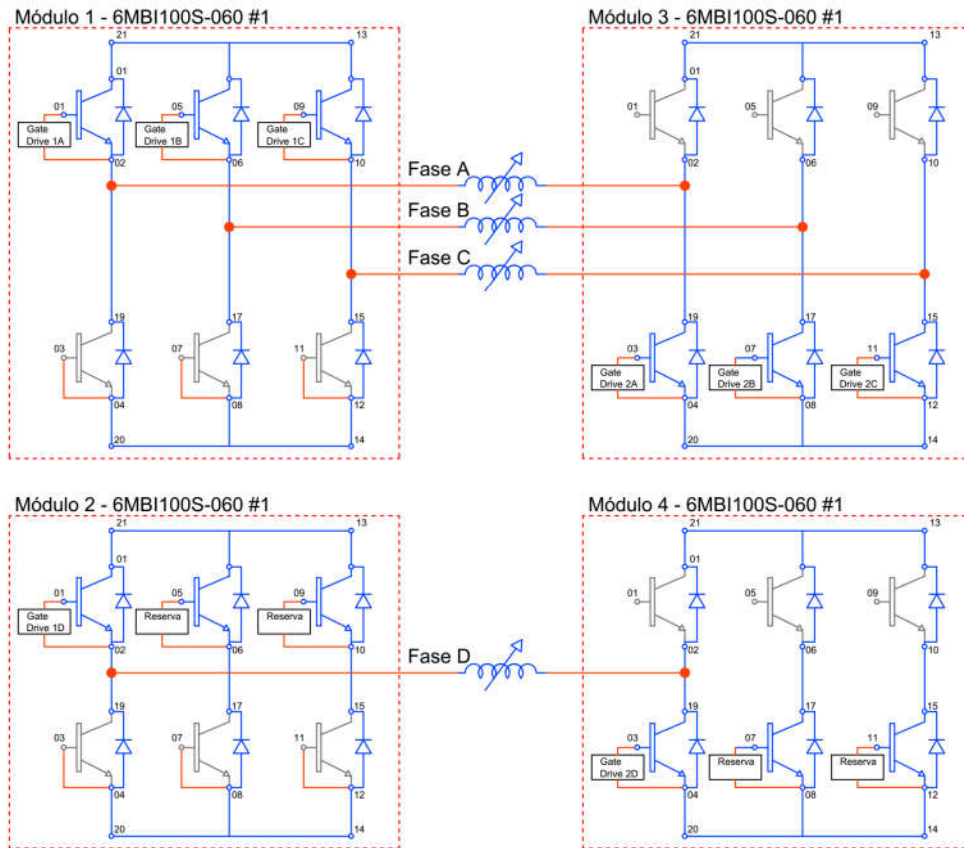 Módulo 1 - 6MBI100S-060 #1
21
13
01
01
05
09
Gate
Drive 1A
Gate
Drive 1B
Gate
Drive 1C
02
06
10
19
17
15
03
07
11
04
08
12
20
14
Fase A
Fase B
Fase C
Módulo 3 - 6MBI100S-060 #1
21
13
01
01
05
09
02
06
10
19
17
15
03
07
11
Gate
Drive 2A
Gate
Drive 2B
Gate
Drive 2C
04
08
12
20
14
Módulo 2 - 6MBI100S-060 #1
21
13
01
01
05
09
Gate
Drive 1D
Reserva
Reserva
02
06
10
19
17
15
03
07
11
04
08
12
20
14
Fase D
Módulo 4 - 6MBI100S-060 #1
21
13
01
01
05
09
02
06
10
19
17
15
03
07
11
Gate
Drive 2D
Reserva
Reserva
04
08
12
20
14